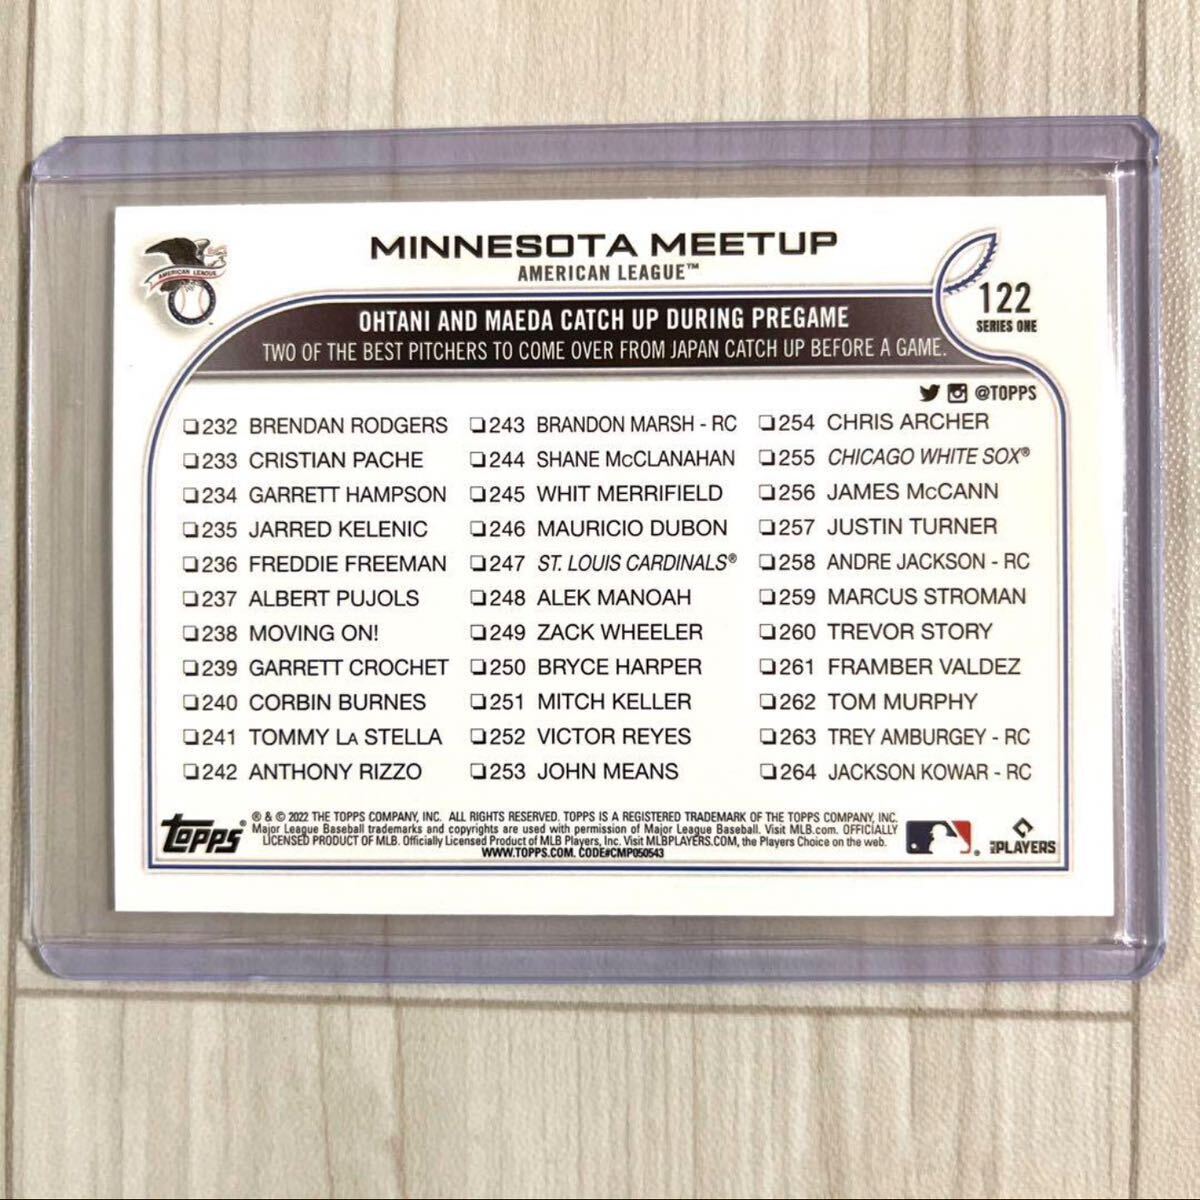 MINNESOTA MEETUP
AMERICAN LEAGUE™
AMERICAN LEAGUE
122
SERIES ONE
OHTANI AND MAEDA CATCH UP DURING PREGAME
TWO OF THE BEST PITCHERS TO COME OVER FROM JAPAN CATCH UP BEFORE A GAME.
@TOPPS
❏232 BRENDAN RODGERS
❏233 CRISTIAN PACHE
❏234 GARRETT HAMPSON
❏235 JARRED KELENIC
❏236 FREDDIE FREEMAN
❏237 ALBERT PUJOLS
❏238 MOVING ON!
❏239 GARRETT CROCHET
❏240 CORBIN BURNES
❏241 TOMMY LA STELLA
❏242 ANTHONY RIZZO
❏243 BRANDON MARSH - RC
❏244 SHANE McCLANAHAN
❏245 WHIT MERRIFIELD
❏246 MAURICIO DUBON
❏247 ST. LOUIS CARDINALS®
❏248 ALEK MANOAH
❏249 ZACK WHEELER
❏250 BRYCE HARPER
❏251 MITCH KELLER
❏252 VICTOR REYES
❏253 JOHN MEANS
❏254 CHRIS ARCHER
❏255 CHICAGO WHITE SOX®
❏256 JAMES McCANN
❏257 JUSTIN TURNER
❏258 ANDRE JACKSON - RC
❏259 MARCUS STROMAN
❏260 TREVOR STORY
❏261 FRAMBER VALDEZ
❏262 TOM MURPHY
❏263 TREY AMBURGEY - RC
❏264 JACKSON KOWAR - RC
TOPPS
® & © 2022 THE TOPPS COMPANY, INC. ALL RIGHTS RESERVED. TOPPS IS A REGISTERED TRADEMARK OF THE TOPPS COMPANY, INC.
Major League Baseball trademarks and copyrights are used with permission of Major League Baseball. Visit MLB.com. OFFICIALLY
LICENSED PRODUCT OF MLB. Officially Licensed Product of MLB Players, Inc. Visit MLBPLAYERS.COM, the Players Choice on the web.
WWW.TOPPS.COM. CODE#CMP050543
MLBPLAYERS